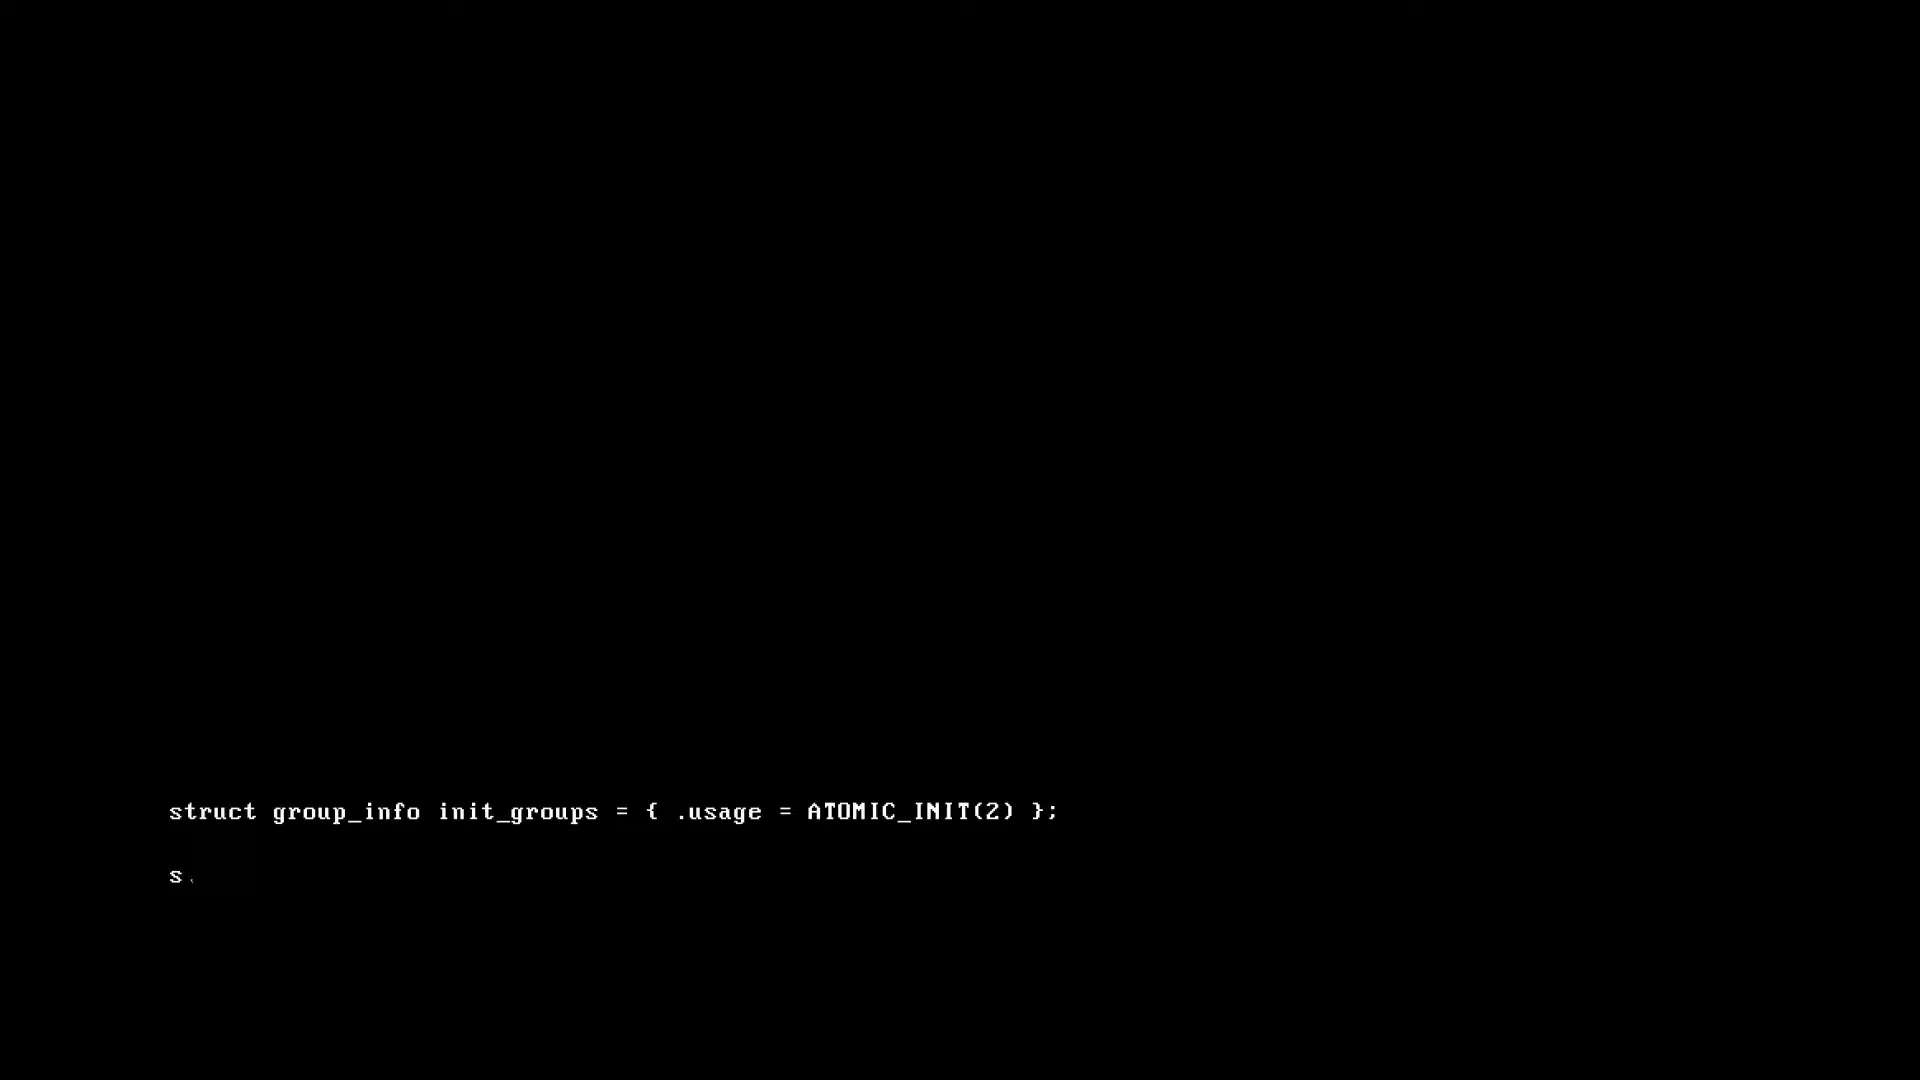 struct group_info init_groups = { .usage = ATOMIC_INIT(2) };
s